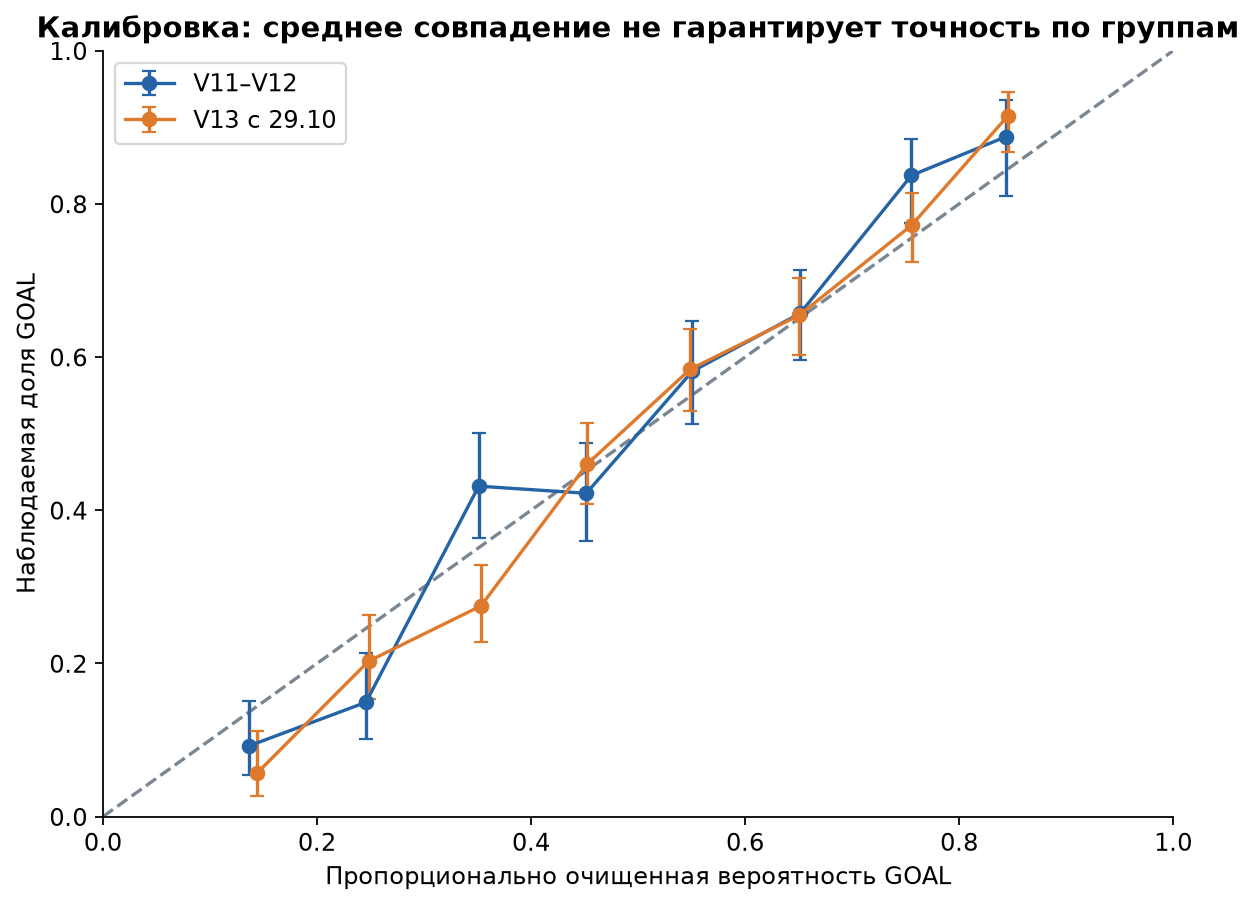 Калибровка: среднее совпадение не гарантирует точность по группам
V11–V12
V13 с 29.10
Наблюдаемая доля GOAL
1.0
0.8
0.6
0.4
0.2
0.0
0.0 0.2 0.4 0.6 0.8 1.0
Пропорционально очищенная вероятность GOAL